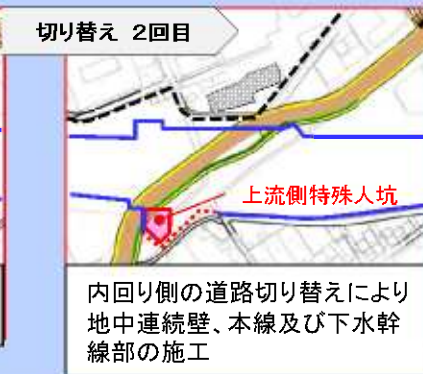 切り替え 2回目
上流側特殊人坑
内回り側の道路切り替えにより
地中連続壁、本線及び下水幹
線部の施工